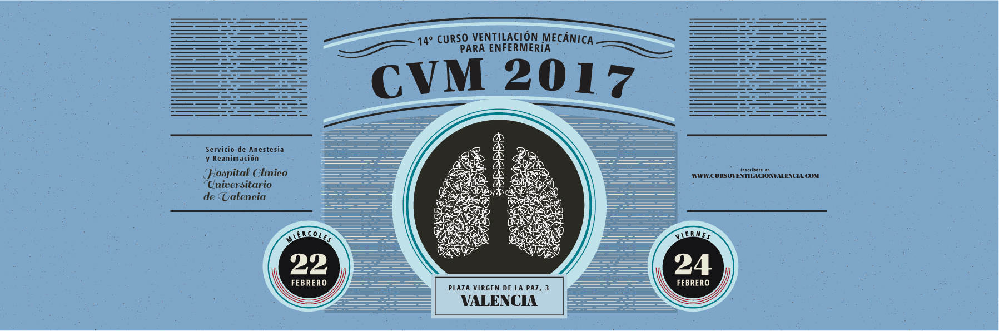 14º CURSO VENTILACIÓN MECÁNICA
PARA ENFERMERÍA
CVM 2017
Servicio de Anestesia
y Reanimación
Hospital Clínico
Universitario
de Valencia
Inscríbete en
WWW.CURSOVENTILACIONVALENCIA.COM
MIÉRCOLES
22
FEBRERO
VIERNES
24
FEBRERO
PLAZA VIRGEN DE LA PAZ, 3
VALENCIA